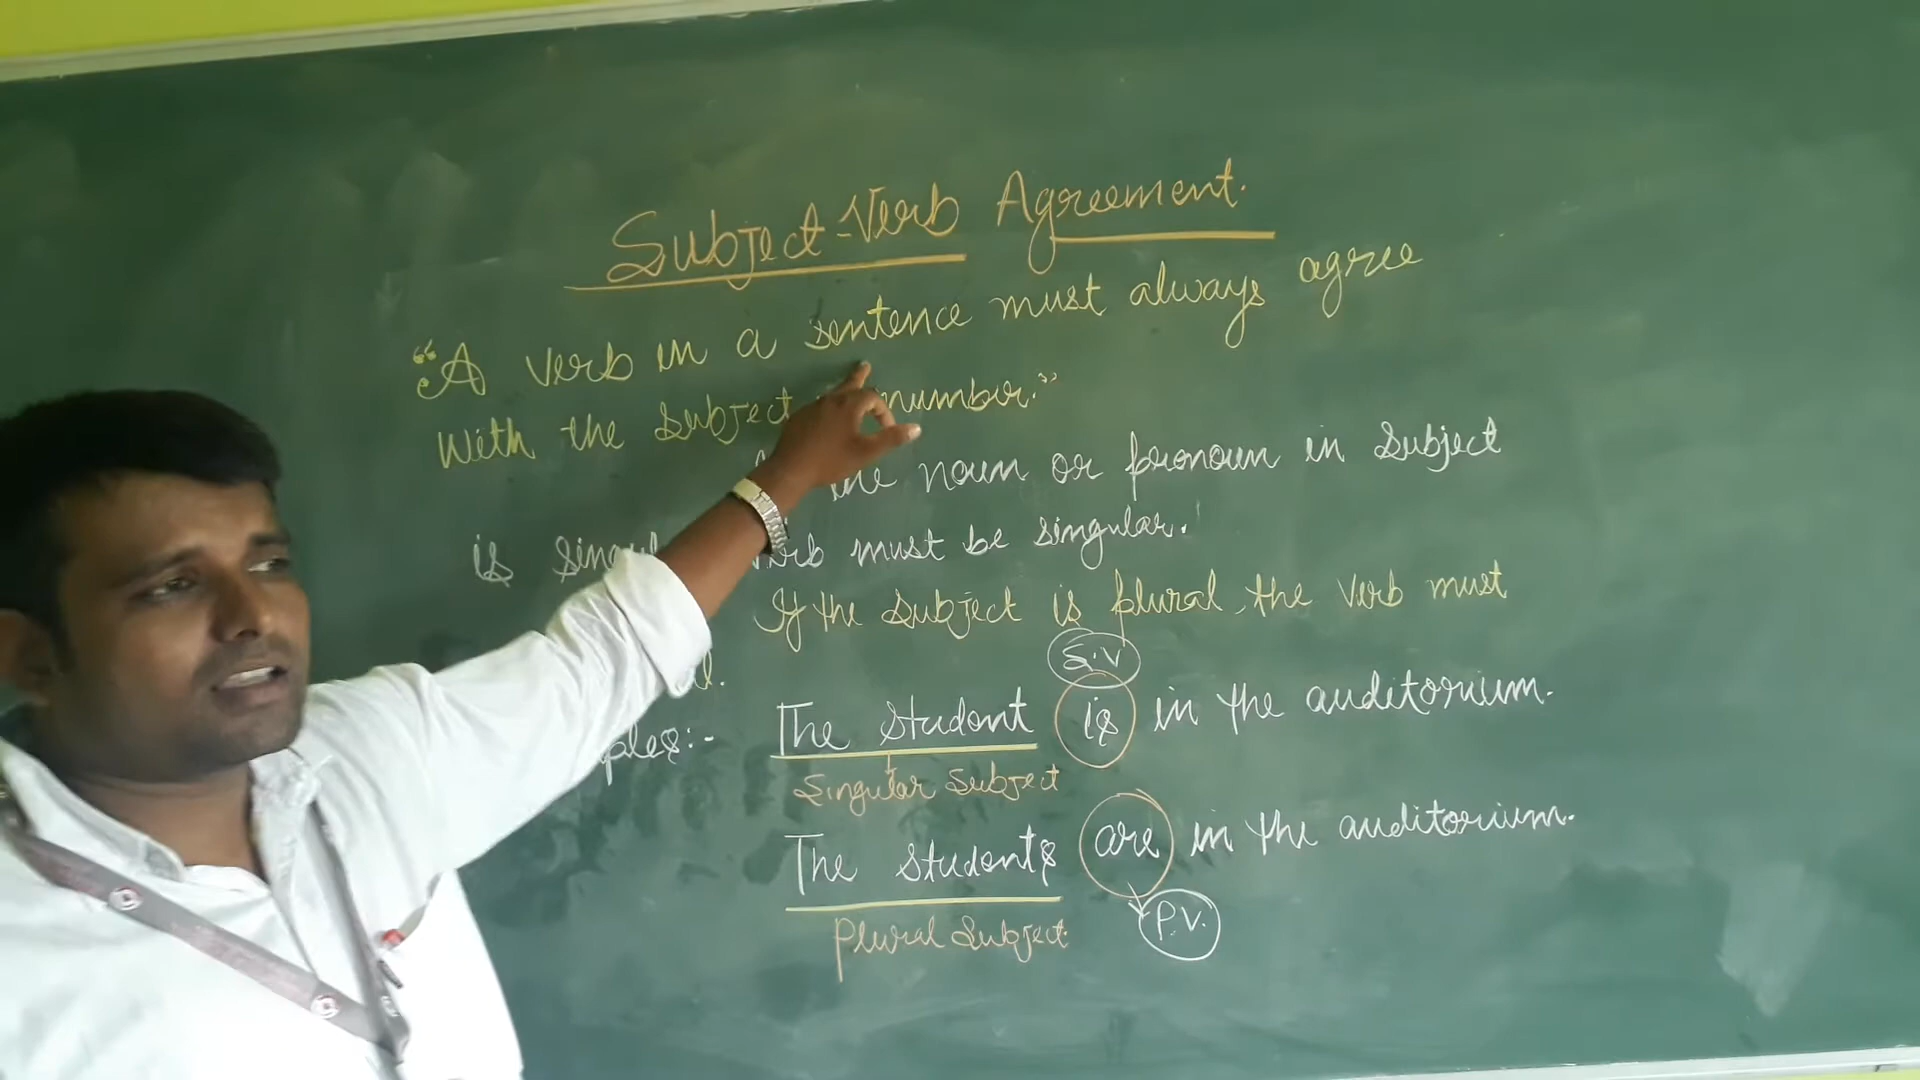 Subject-Verb Agreement.
"A verb in a sentence must always agree
with the subject number."
the noun or pronoun in subject
is verb must be singular.
If the subject is plural, the verb must
S.V
The student is in the auditorium.
Singular Subject
The students are in the auditorium.
Plural Subject
P.V.